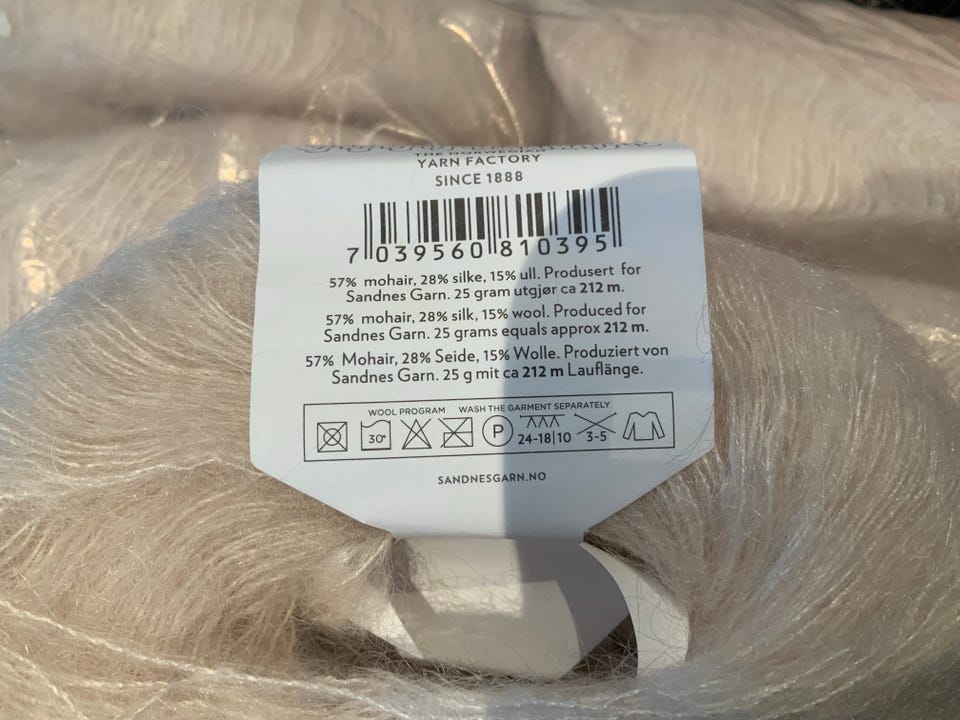 THE NORWEGIAN
YARN FACTORY
SINCE 1888
7 039560 810395
57% mohair, 28% silke, 15% ull. Produsert for
Sandnes Garn. 25 gram utgjør ca 212 m.
57% mohair, 28% silk, 15% wool. Produced for
Sandnes Garn. 25 grams equals approx 212 m.
57% Mohair, 28% Seide, 15% Wolle. Produziert von
Sandnes Garn. 25 g mit ca 212 m Lauflänge.
WOOL PROGRAM WASH THE GARMENT SEPARATELY
30° P 24-18|10 3-5
SANDNESGARN.NO